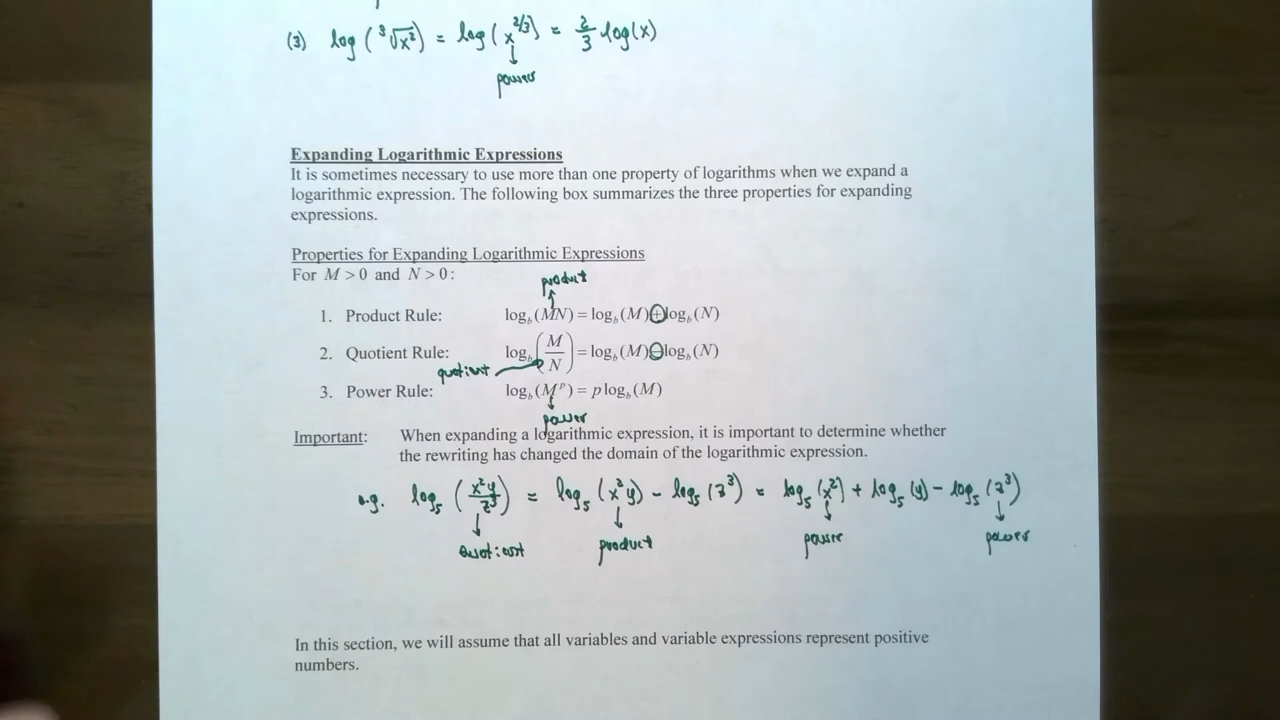 (3) log(³√x²) = log(x^2/3) = 2/3 log(x)
power
Expanding Logarithmic Expressions
It is sometimes necessary to use more than one property of logarithms when we expand a
logarithmic expression. The following box summarizes the three properties for expanding
expressions.
Properties for Expanding Logarithmic Expressions
For M > 0 and N > 0:
product
1. Product Rule: log_b(MN) = log_b(M) + log_b(N)
2. Quotient Rule: log_b(M/N) = log_b(M) − log_b(N)
quotient
3. Power Rule: log_b(M^p) = p log_b(M)
power
Important: When expanding a logarithmic expression, it is important to determine whether
the rewriting has changed the domain of the logarithmic expression.
e.g. log₅(x²y/z³) = log₅(x²y) − log₅(z³) = log₅(x²) + log₅(y) − log₅(z³)
Quotient product power power
In this section, we will assume that all variables and variable expressions represent positive
numbers.